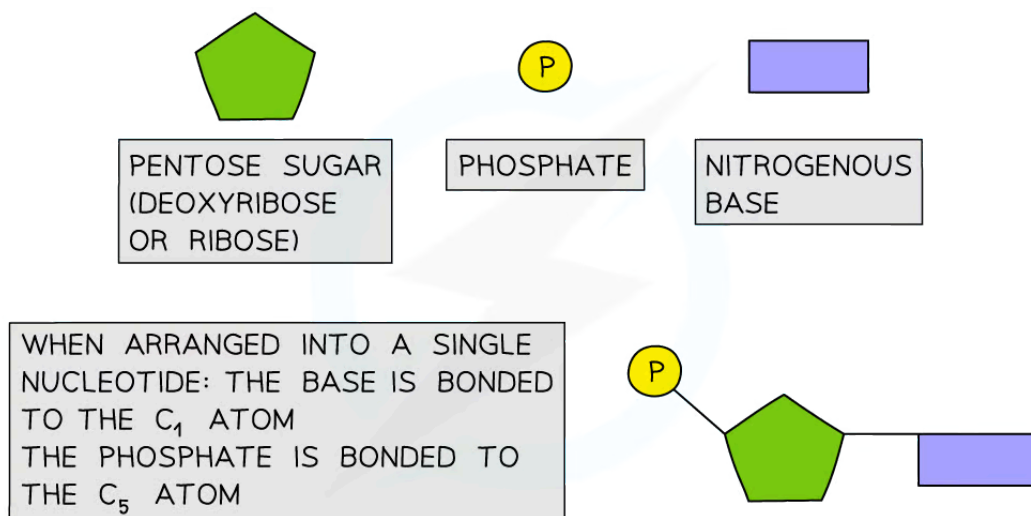 P
PENTOSE SUGAR
(DEOXYRIBOSE
OR RIBOSE)
PHOSPHATE
NITROGENOUS
BASE
WHEN ARRANGED INTO A SINGLE
NUCLEOTIDE: THE BASE IS BONDED
TO THE C₁ ATOM
THE PHOSPHATE IS BONDED TO
THE C₅ ATOM
P